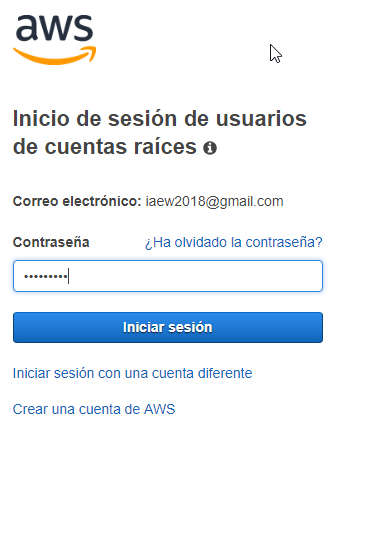 aws
Inicio de sesión de usuarios
de cuentas raíces
Correo electrónico: iaew2018@gmail.com
Contraseña ¿Ha olvidado la contraseña?
•••••••••
Iniciar sesión
Iniciar sesión con una cuenta diferente
Crear una cuenta de AWS